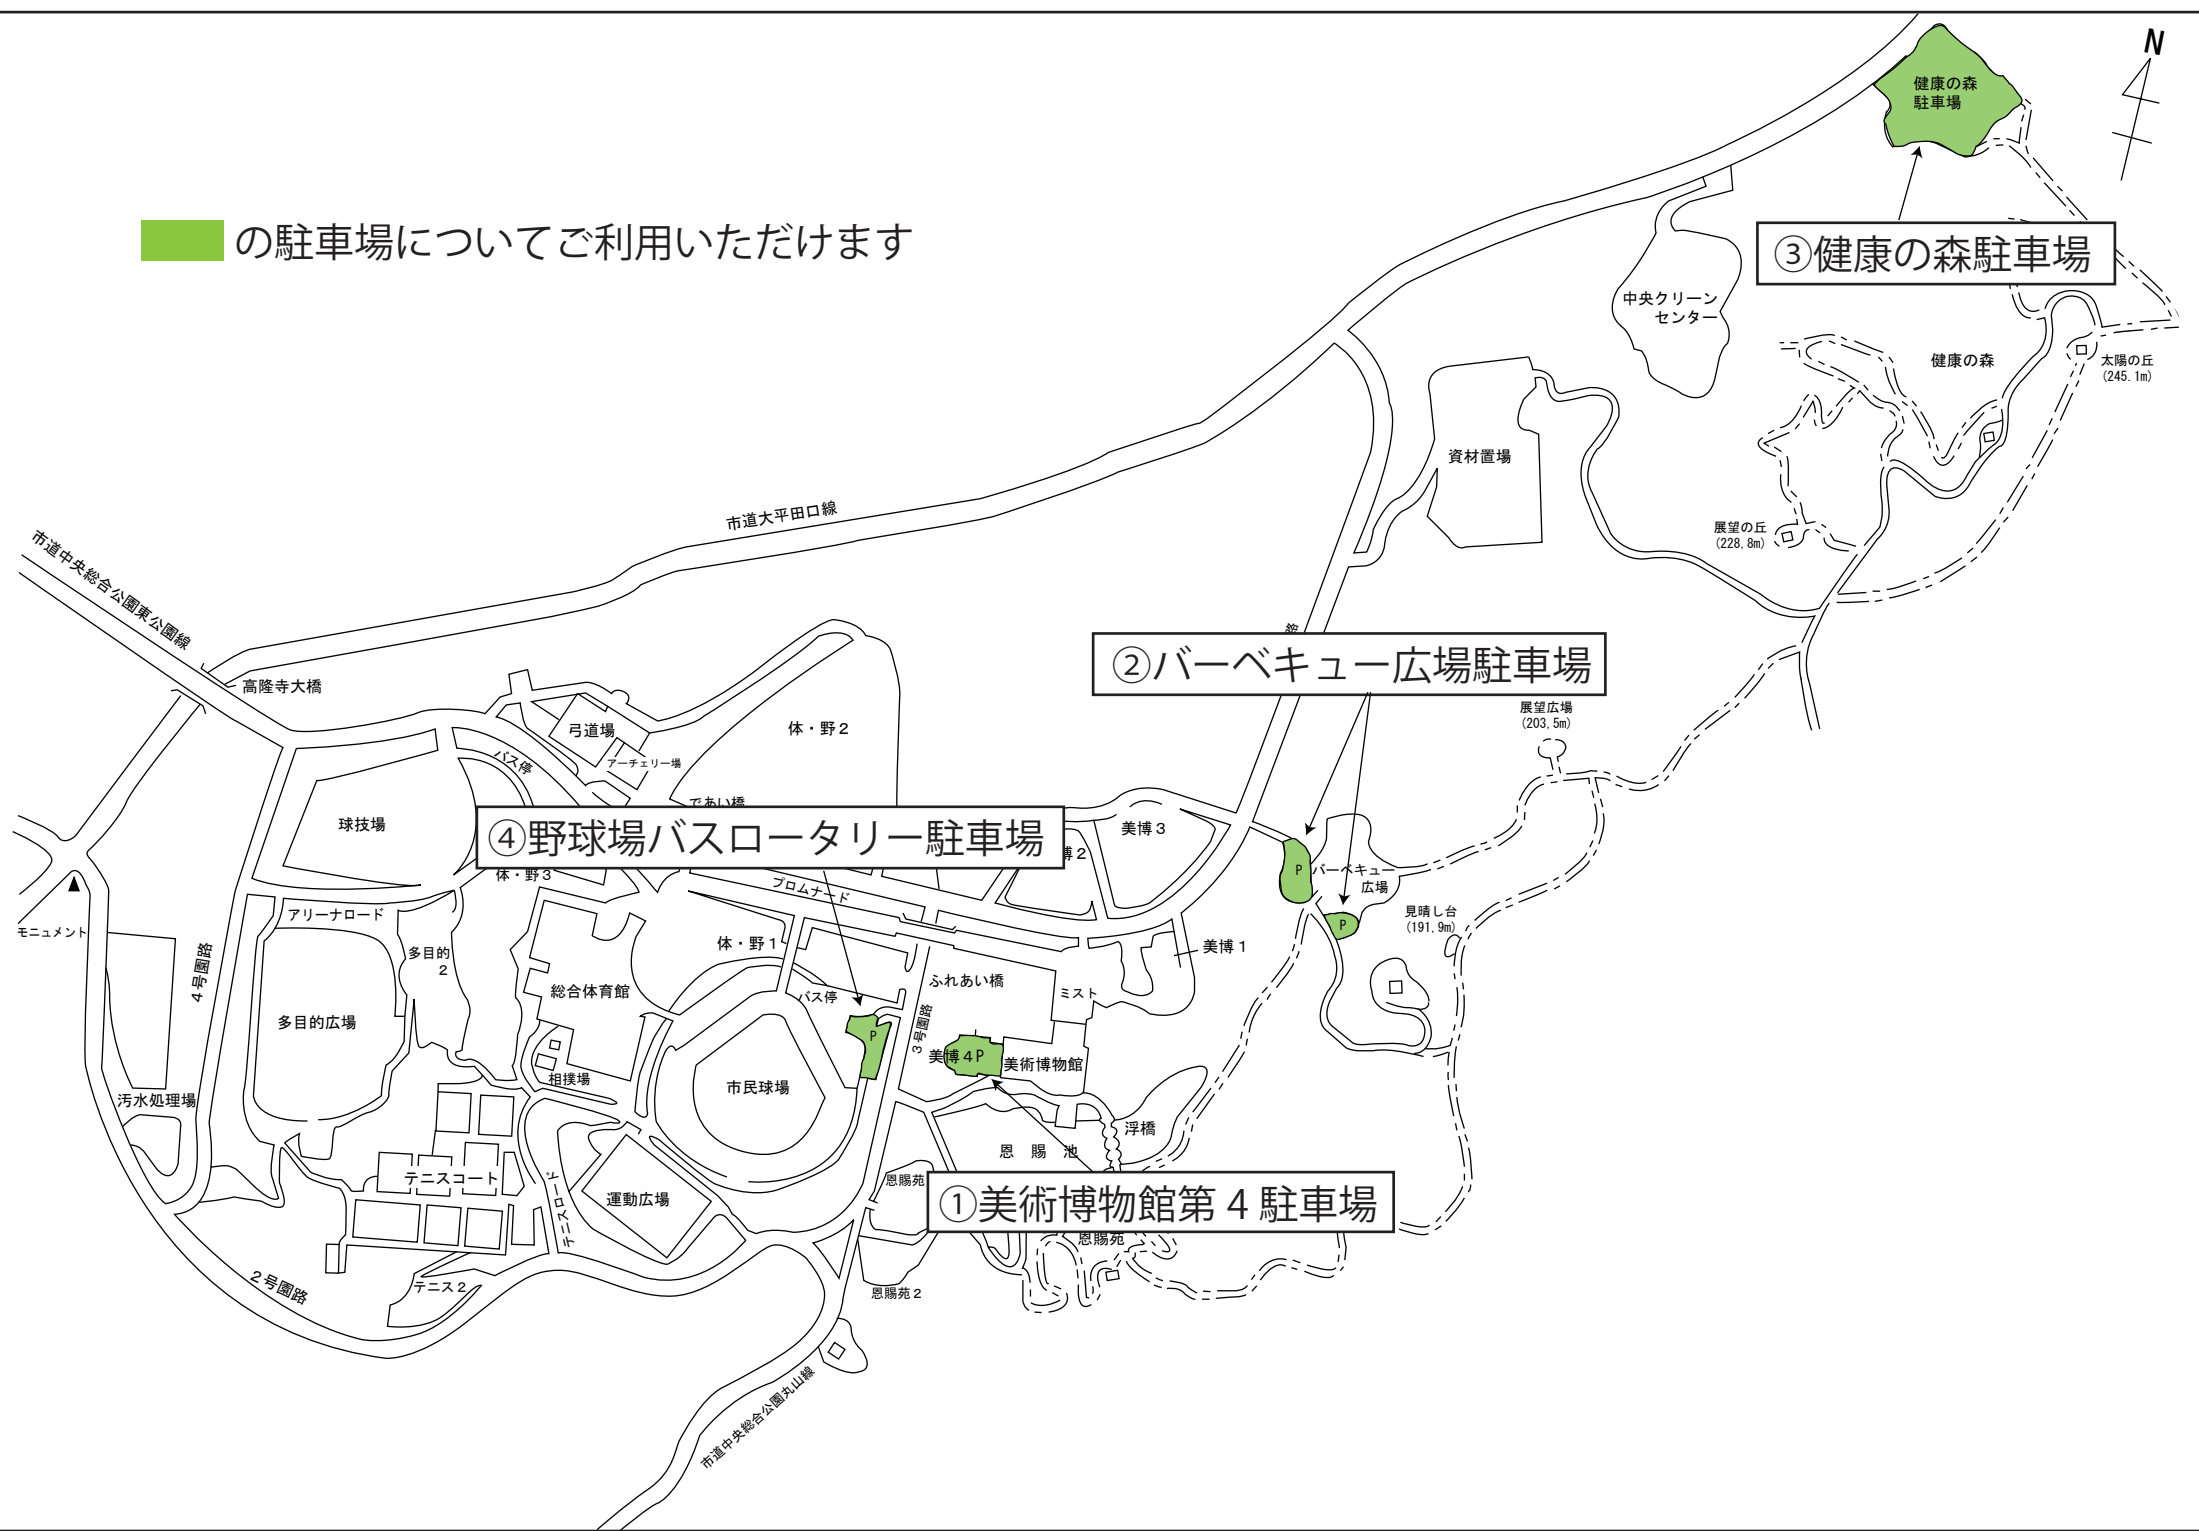 N
健康の森
駐車場
の駐車場についてご利用いただけます
③健康の森駐車場
中央クリーン
センター
健康の森
太陽の丘
(245.1m)
資材置場
市道大平田口線
展望の丘
(228,8m)
市道中央総合公園東公園線
路
②バーベキュー広場駐車場
高隆寺大橋
展望広場
(203,5m)
弓道場
体・野2
アーチェリー場
バス停
であい橋
球技場
④野球場バスロータリー駐車場
美博3
博2
体・野3
プロムナード
P
バーベキュー
広場
アリーナロード
見晴し台
(191,9m)
P
モニュメント
多目的
2
体・野1
美博1
4号園路
ふれあい橋
総合体育館
バス停
ミスト
多目的広場
P
3号園路
美博4P
美術博物館
相撲場
市民球場
汚水処理場
浮橋
恩賜池
テニスコート
恩賜苑
①美術博物館第4駐車場
運動広場
テニスロード
恩賜苑
2号園路
テニス2
恩賜苑2
市道中央総合公園丸山線